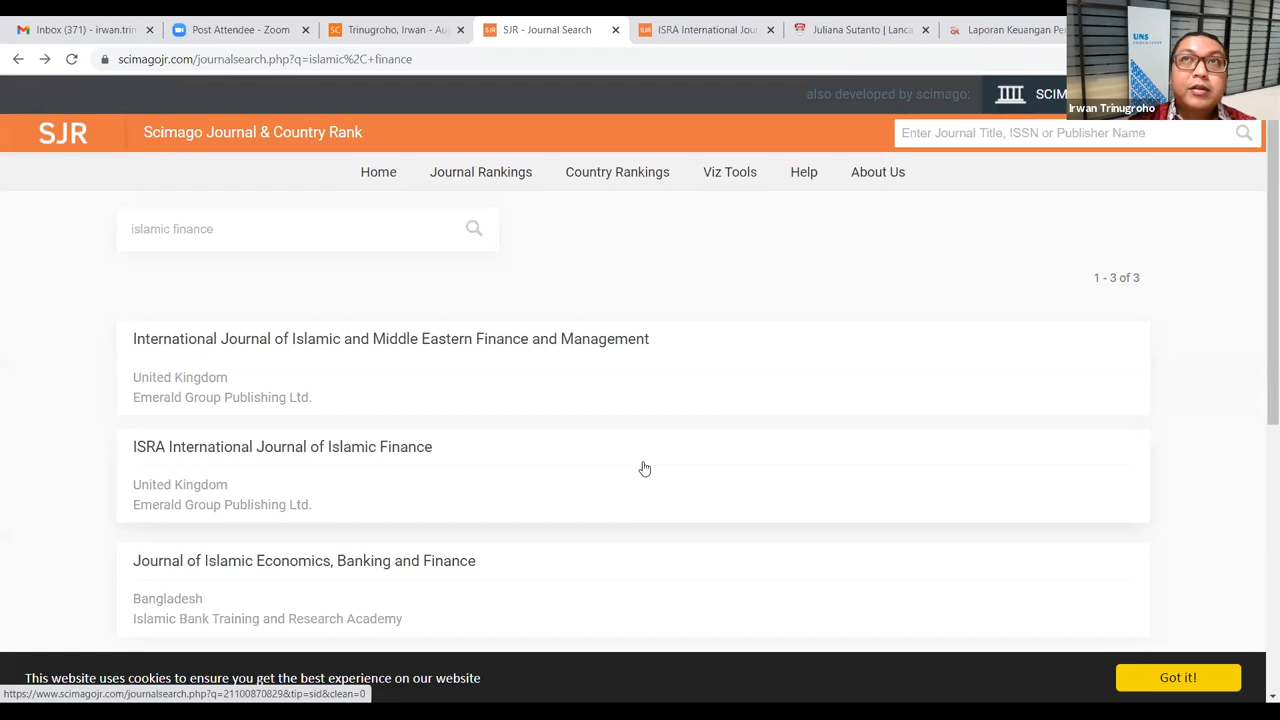 Inbox (371) - irwan.trin
Post Attendee - Zoom
SC Trinugroho, Irwan - Au
SJR SJR - Journal Search
SJR ISRA International Jour
Juliana Sutanto | Lanca
Laporan Keuangan Pe
scimagojr.com/journalsearch.php?q=islamic%2C+finance
UNS
Irwan Trinugroho
also developed by scimago:
SCIM
SJR
Scimago Journal & Country Rank
Enter Journal Title, ISSN or Publisher Name
Home Journal Rankings Country Rankings Viz Tools Help About Us
islamic finance
1 - 3 of 3
International Journal of Islamic and Middle Eastern Finance and Management
United Kingdom
Emerald Group Publishing Ltd.
ISRA International Journal of Islamic Finance
United Kingdom
Emerald Group Publishing Ltd.
Journal of Islamic Economics, Banking and Finance
Bangladesh
Islamic Bank Training and Research Academy
This website uses cookies to ensure you get the best experience on our website
Got it!
https://www.scimagojr.com/journalsearch.php?q=21100870829&tip=sid&clean=0